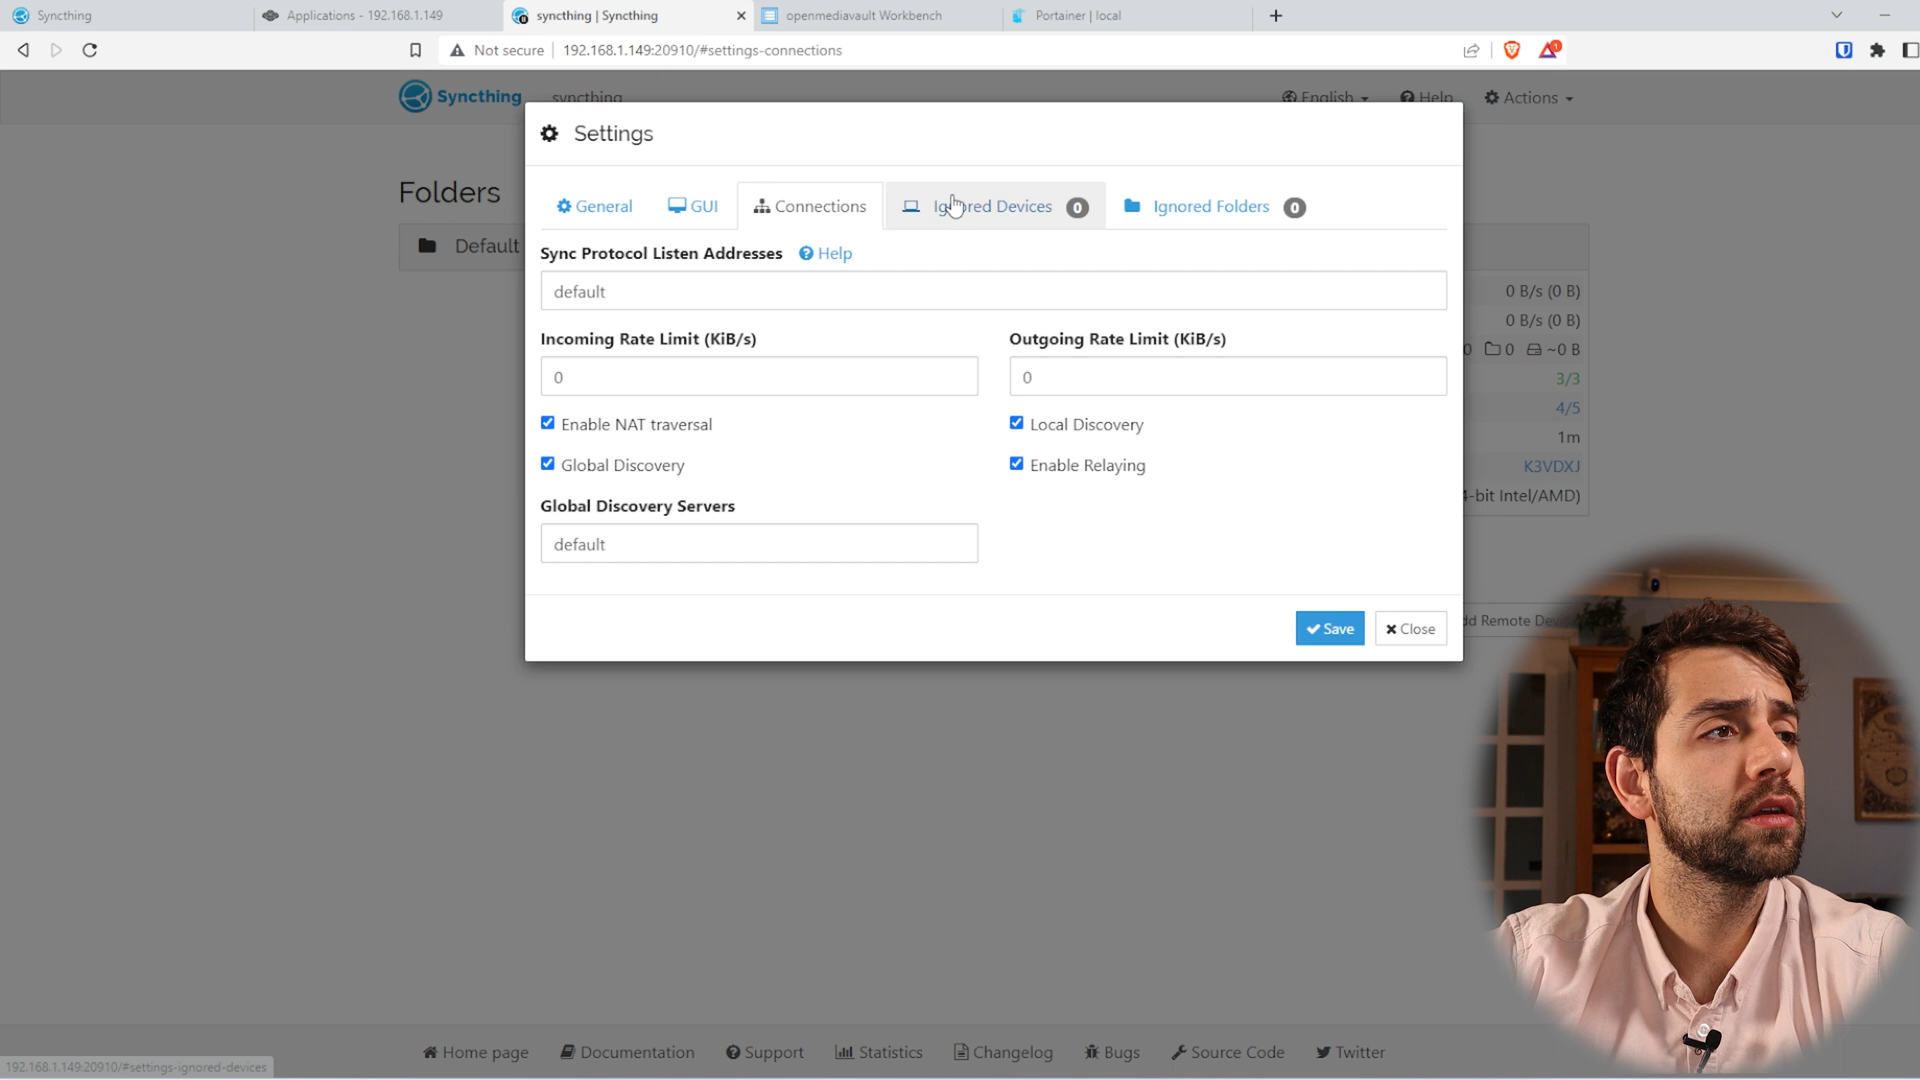 Syncthing
Applications - 192.168.1.149
syncthing | Syncthing
openmediavault Workbench
Portainer | local
Not secure
192.168.1.149:20910/#settings-connections
1
Syncthing
syncthing
English
Help
Actions
Settings
General
GUI
Connections
Ignored Devices
0
Ignored Folders
0
Folders
Default
Sync Protocol Listen Addresses
Help
default
Incoming Rate Limit (KiB/s)
0
Outgoing Rate Limit (KiB/s)
0
Enable NAT traversal
Local Discovery
Global Discovery
Enable Relaying
Global Discovery Servers
default
Save
Close
0 B/s (0 B)
0 B/s (0 B)
0 0 ~0 B
3/3
4/5
1m
K3VDXJ
4-bit Intel/AMD)
dd Remote De
Home page
Documentation
Support
Statistics
Changelog
Bugs
Source Code
Twitter
192.168.1.149:20910/#settings-ignored-devices